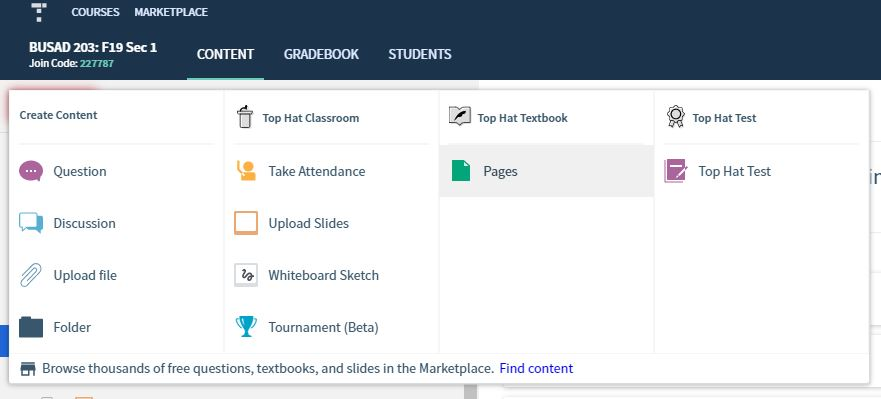 COURSES MARKETPLACE
BUSAD 203: F19 Sec 1
Join Code: 227787
CONTENT GRADEBOOK STUDENTS
Create Content
Question
Discussion
Upload file
Folder
Top Hat Classroom
Take Attendance
Upload Slides
Whiteboard Sketch
Tournament (Beta)
Top Hat Textbook
Pages
Top Hat Test
Top Hat Test
Browse thousands of free questions, textbooks, and slides in the Marketplace. Find content